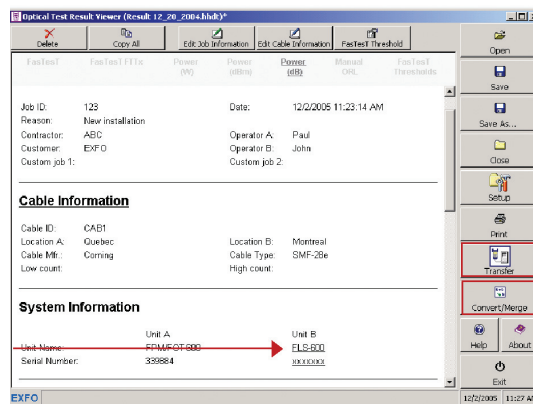 Optical Test Result Viewer (Result 12_20_2004.hhdt)*
Delete Copy All Edit Job Information Edit Cable Information FasTesT Threshold
FasTesT FasTesT FTTx Power (W) Power (dBm) Power (dB) Manual ORL FasTesT Thresholds
Job ID: 123 Date: 12/2/2005 11:23:14 AM
Reason: New installation
Contractor: ABC Operator A: Paul
Customer: EXFO Operator B: John
Custom job 1: Custom job 2:
Cable Information
Cable ID: CAB1
Location A: Quebec Location B: Montreal
Cable Mfr.: Corning Cable Type: SMF-28e
Low count: High count:
System Information
Unit A Unit B
Unit Name: FPM/FOT-600 FLS-600
Serial Number: 339884 xxxxxxx
Open
Save
Save As...
Close
Setup
Print
Transfer
Convert/Merge
Help About
Exit
EXFO 12/2/2005 11:27 AM